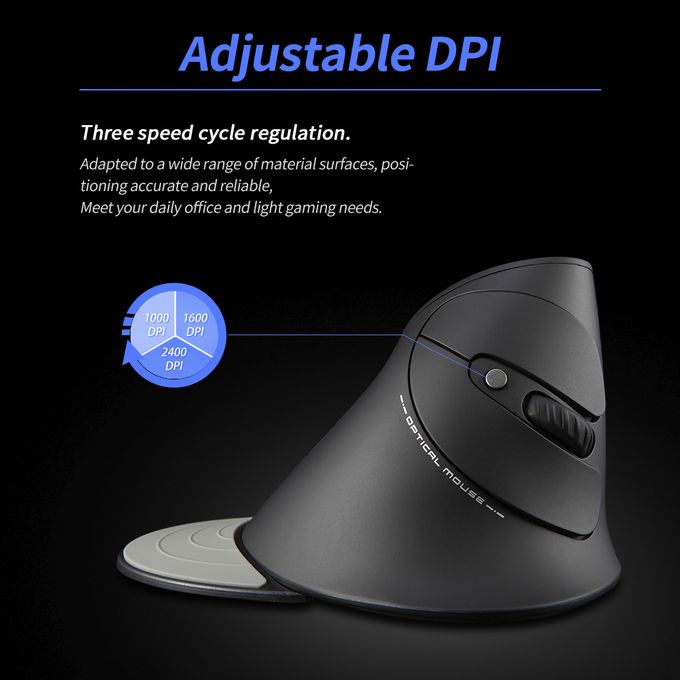 Adjustable DPI
Three speed cycle regulation.
Adapted to a wide range of material surfaces, posi-
tioning accurate and reliable,
Meet your daily office and light gaming needs.
1000
DPI
1600
DPI
2400
DPI
OPTICAL MOUSE